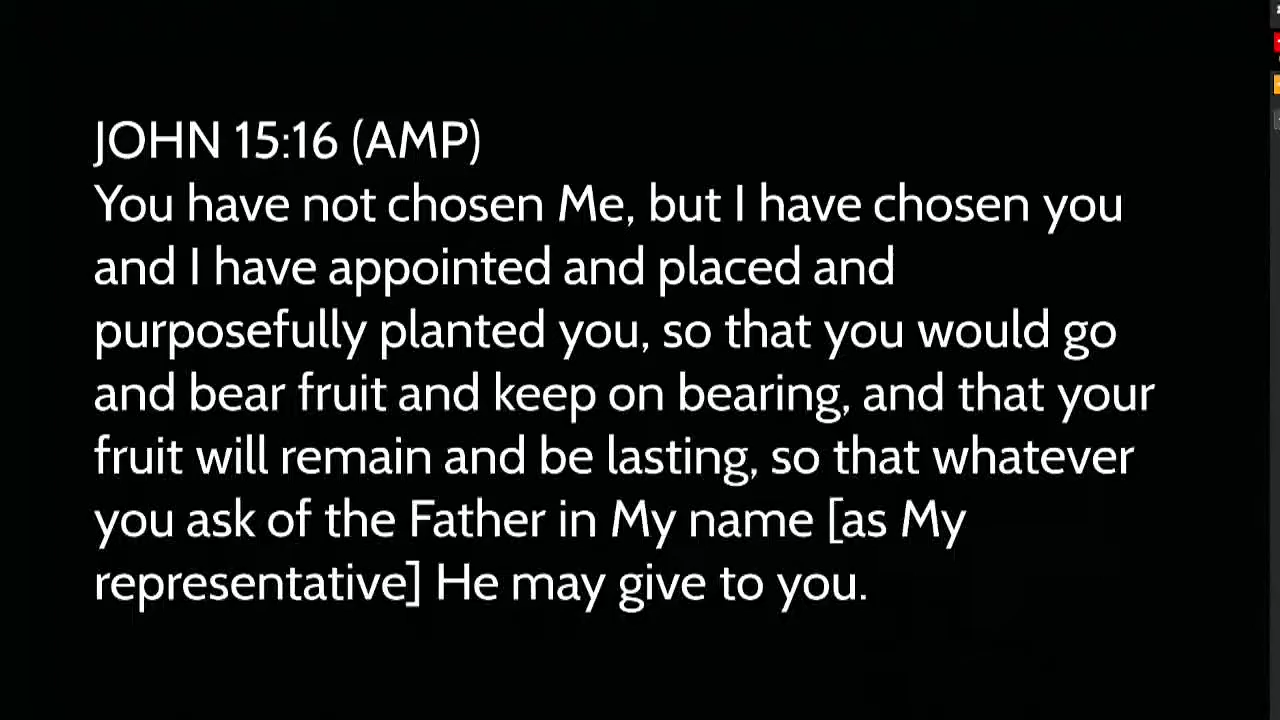 JOHN 15:16 (AMP)
You have not chosen Me, but I have chosen you
and I have appointed and placed and
purposefully planted you, so that you would go
and bear fruit and keep on bearing, and that your
fruit will remain and be lasting, so that whatever
you ask of the Father in My name [as My
representative] He may give to you.